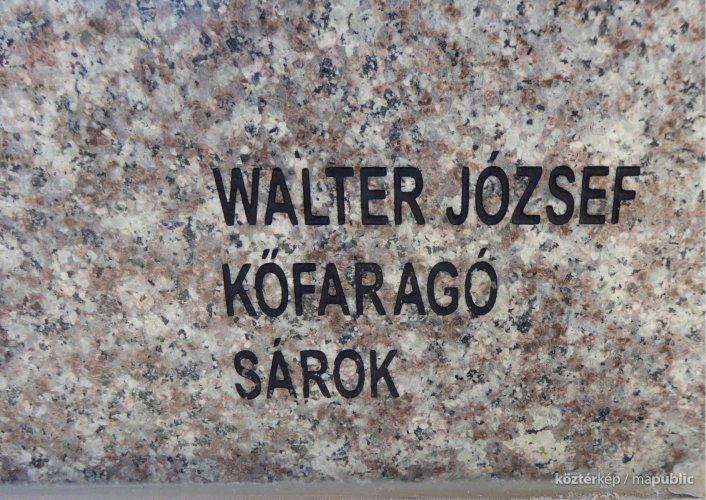 WALTER JÓZSEF
KŐFARAGÓ
SÁROK
köztérkép / mapublic